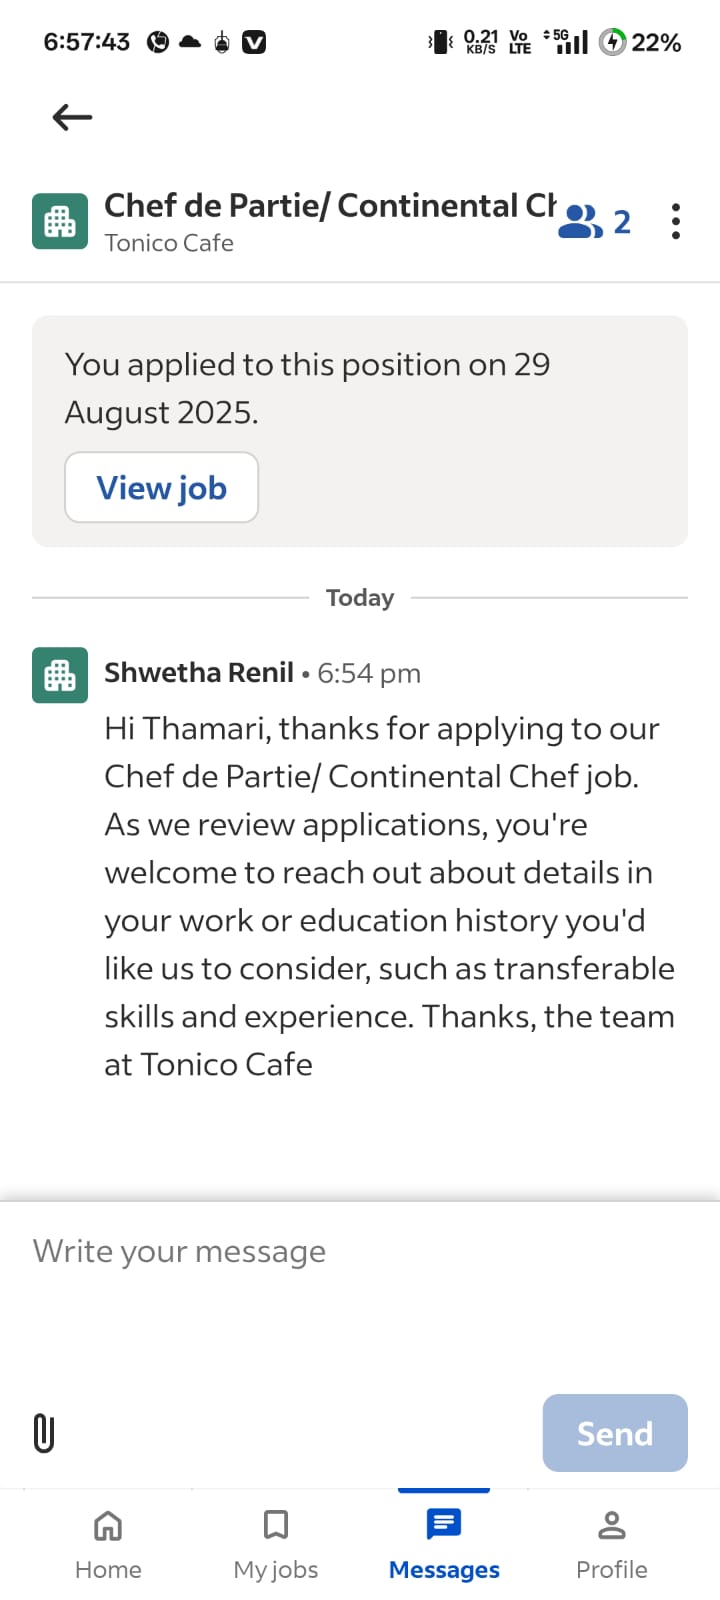 6:57:43
0.21 KB/S Vo LTE 5G 22%
Chef de Partie/ Continental Ch
2
Tonico Cafe
You applied to this position on 29
August 2025.
View job
Today
Shwetha Renil • 6:54 pm
Hi Thamari, thanks for applying to our
Chef de Partie/ Continental Chef job.
As we review applications, you're
welcome to reach out about details in
your work or education history you'd
like us to consider, such as transferable
skills and experience. Thanks, the team
at Tonico Cafe
Write your message
Send
Home
My jobs
Messages
Profile